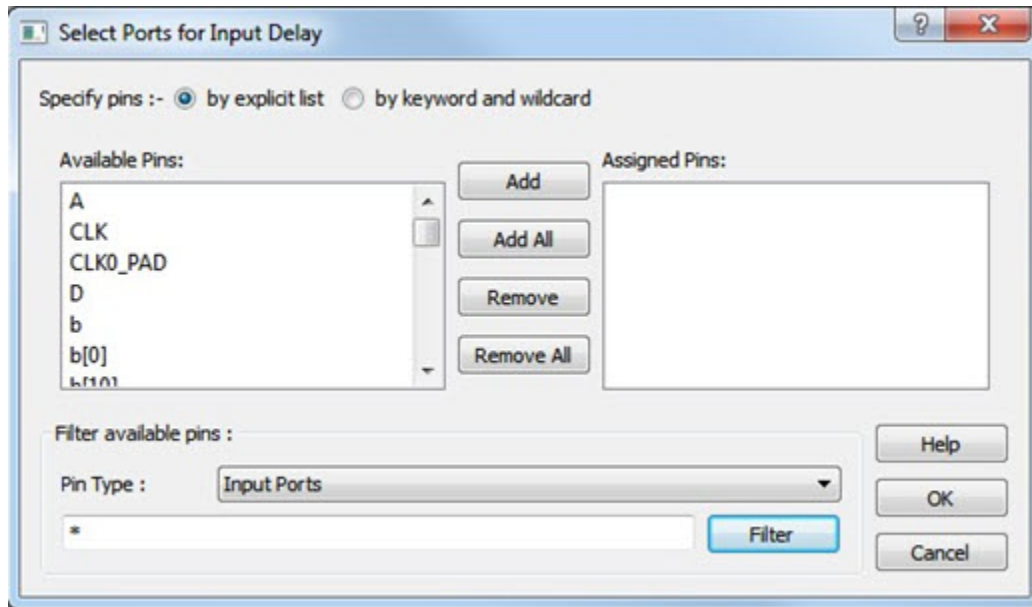 Select Ports for Input Delay
Specify pins :- by explicit list by keyword and wildcard
Available Pins:
A
CLK
CLK0_PAD
D
b
b[0]
b[10]
Add
Add All
Remove
Remove All
Assigned Pins:
Filter available pins :
Pin Type : Input Ports
*
Filter
Help
OK
Cancel